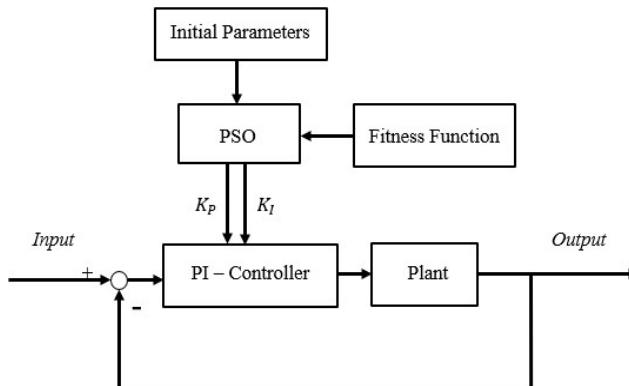 Initial Parameters
PSO
Fitness Function
K_P
K_I
Input
Output
+
PI – Controller
Plant
-